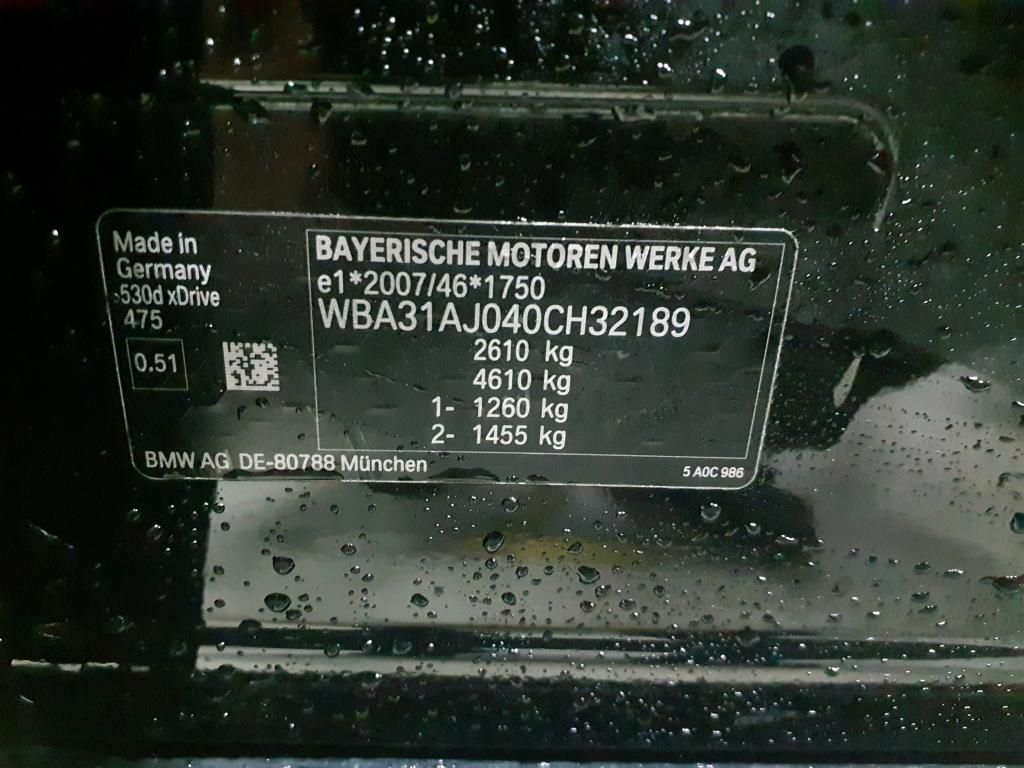 Made in
Germany
530d xDrive
475
0.51
BAYERISCHE MOTOREN WERKE AG
e1*2007/46*1750
WBA31AJ040CH32189
2610 kg
4610 kg
1- 1260 kg
2- 1455 kg
BMW AG DE-80788 München
5 A0C 986